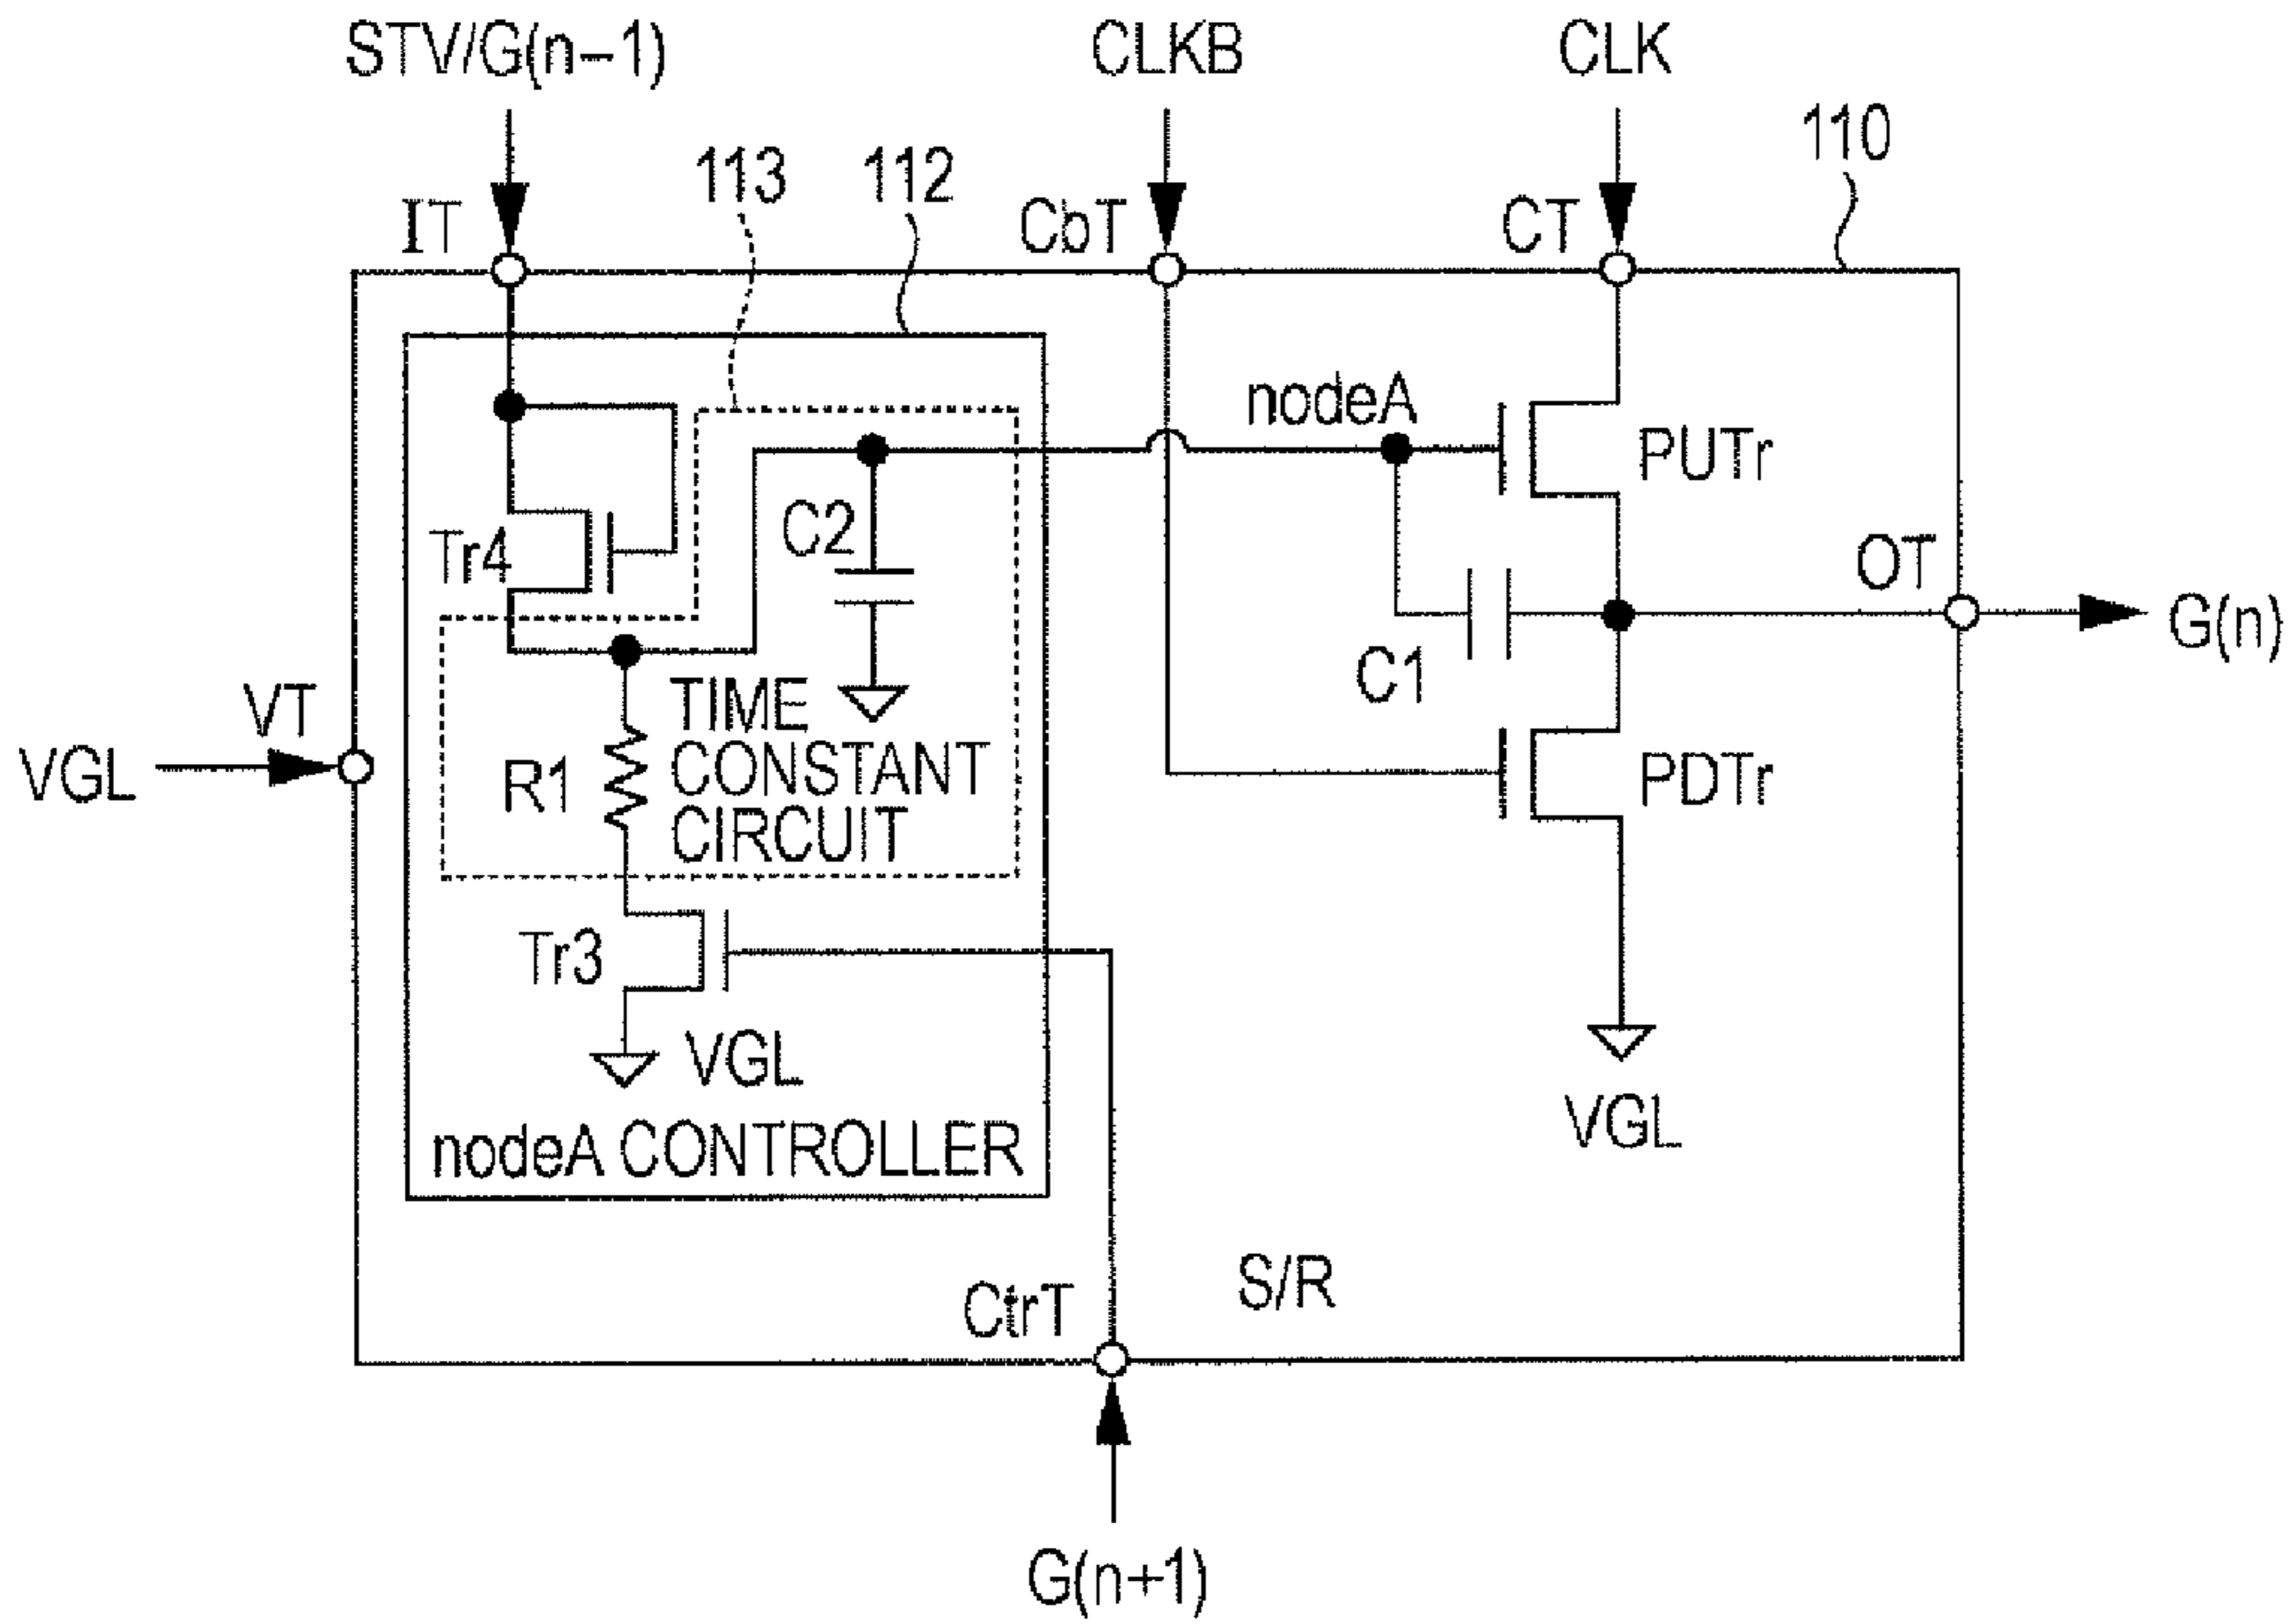 STV/G(n-1)
CLKB
CLK
110
113
112
IT
CbT
CT
nodeA
PUTr
Tr4
C2
OT
G(n)
C1
VT
VGL
R1
TIME
CONSTANT
CIRCUIT
PDTr
Tr3
VGL
VGL
nodeA CONTROLLER
CtrT
S/R
G(n+1)